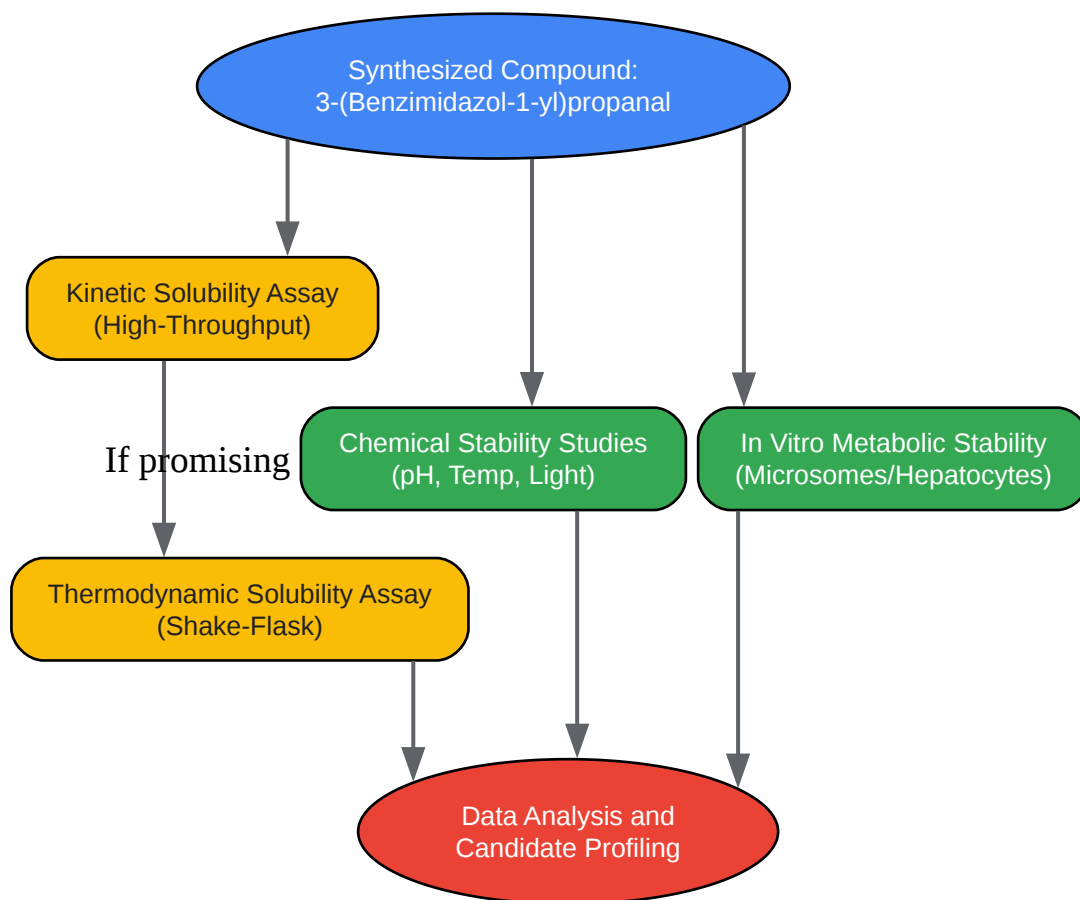 Synthesized Compound:
3-(Benzimidazol-1-yl)propanal
Kinetic Solubility Assay
(High-Throughput)
If promising
Chemical Stability Studies
(pH, Temp, Light)
In Vitro Metabolic Stability
(Microsomes/Hepatocytes)
Thermodynamic Solubility Assay
(Shake-Flask)
Data Analysis and
Candidate Profiling